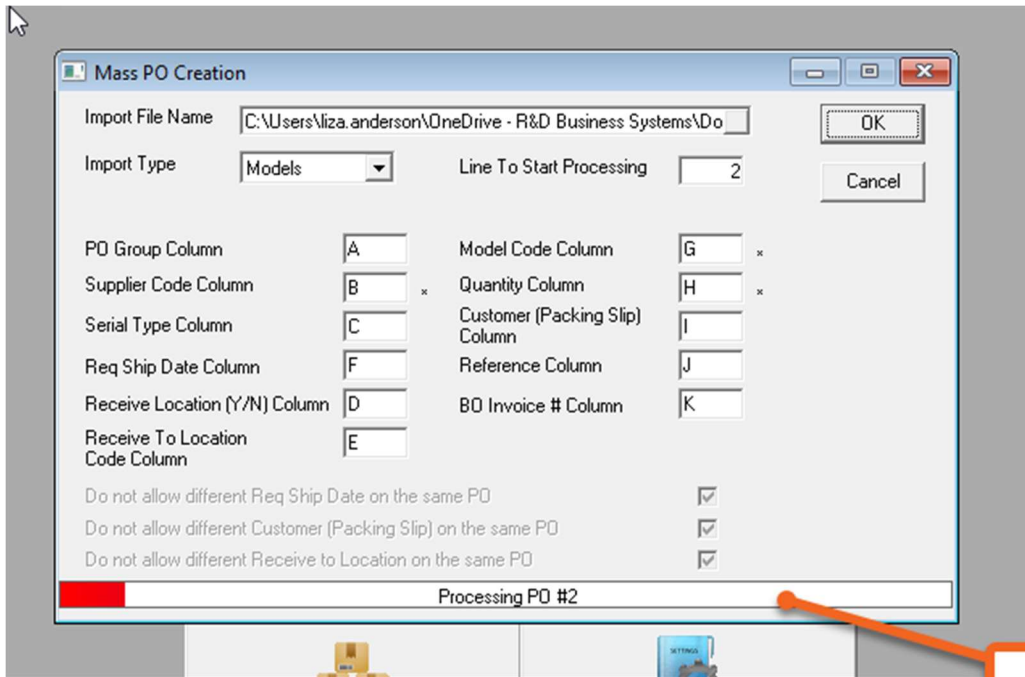 Mass PO Creation
Import File Name
C:\Users\liza.anderson\OneDrive - R&D Business Systems\Do
OK
Import Type
Models
Line To Start Processing
2
Cancel
PO Group Column
A
Model Code Column
G
*
Supplier Code Column
B
*
Quantity Column
H
*
Serial Type Column
C
Customer (Packing Slip)
Column
I
Req Ship Date Column
F
Reference Column
J
Receive Location (Y/N) Column
D
BO Invoice # Column
K
Receive To Location
Code Column
E
Do not allow different Req Ship Date on the same PO
Do not allow different Customer (Packing Slip) on the same PO
Do not allow different Receive to Location on the same PO
Processing PO #2
SETTINGS